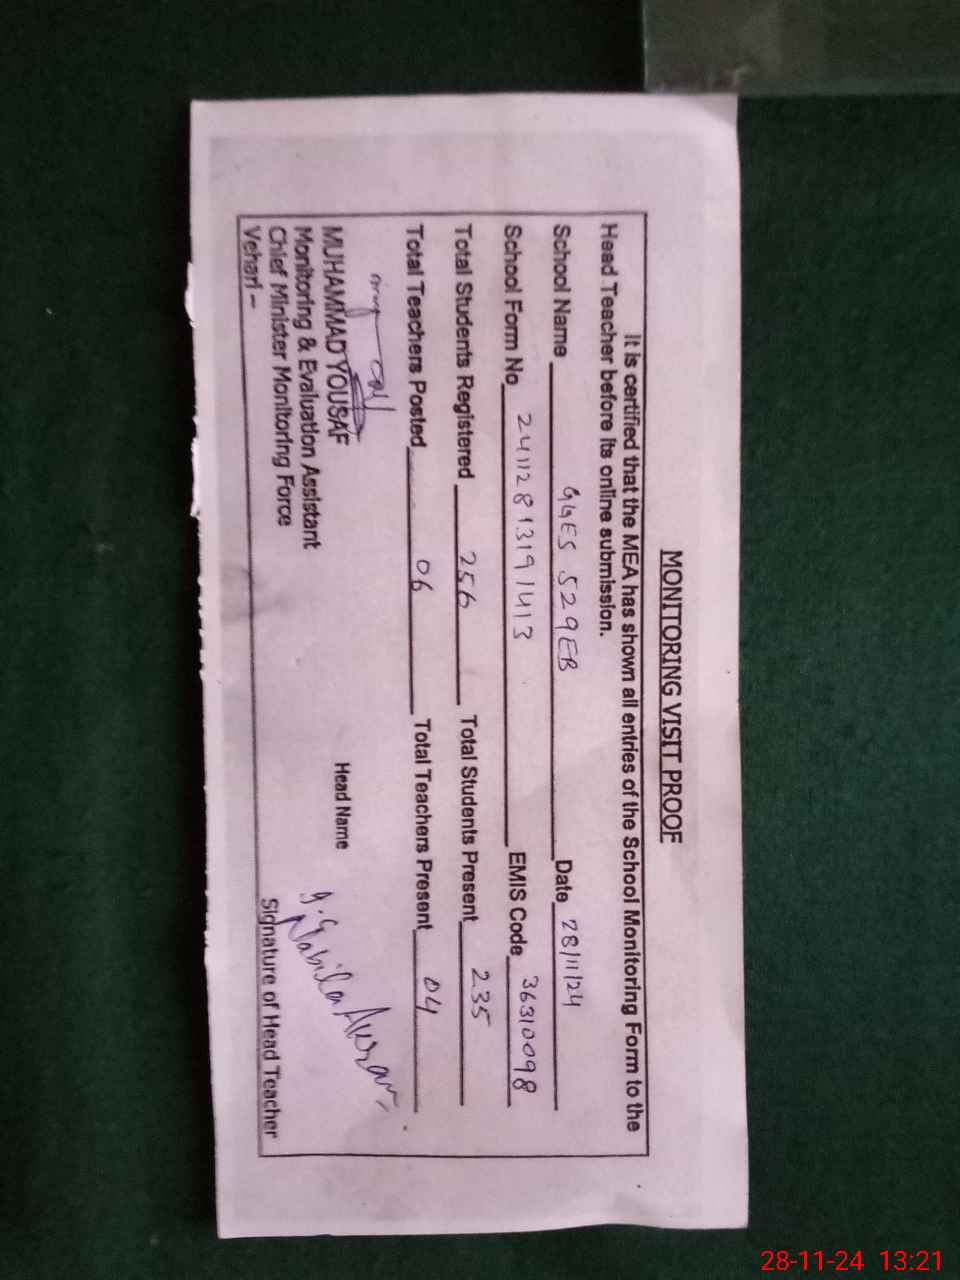 MONITORING VISIT PROOF
It is certified that the MEA has shown all entries of the School Monitoring Form to the
Head Teacher before its online submission.
School Name GGES 529EB Date 28/11/24
School Form No 24112813191413 EMIS Code 36310098
Total Students Registered 256 Total Students Present 235
Total Teachers Posted 06 Total Teachers Present 04
MUHAMMAD YOUSAF Head Name
Monitoring & Evaluation Assistant
Chief Minister Monitoring Force
Vehari – Signature of Head Teacher
28-11-24 13:21